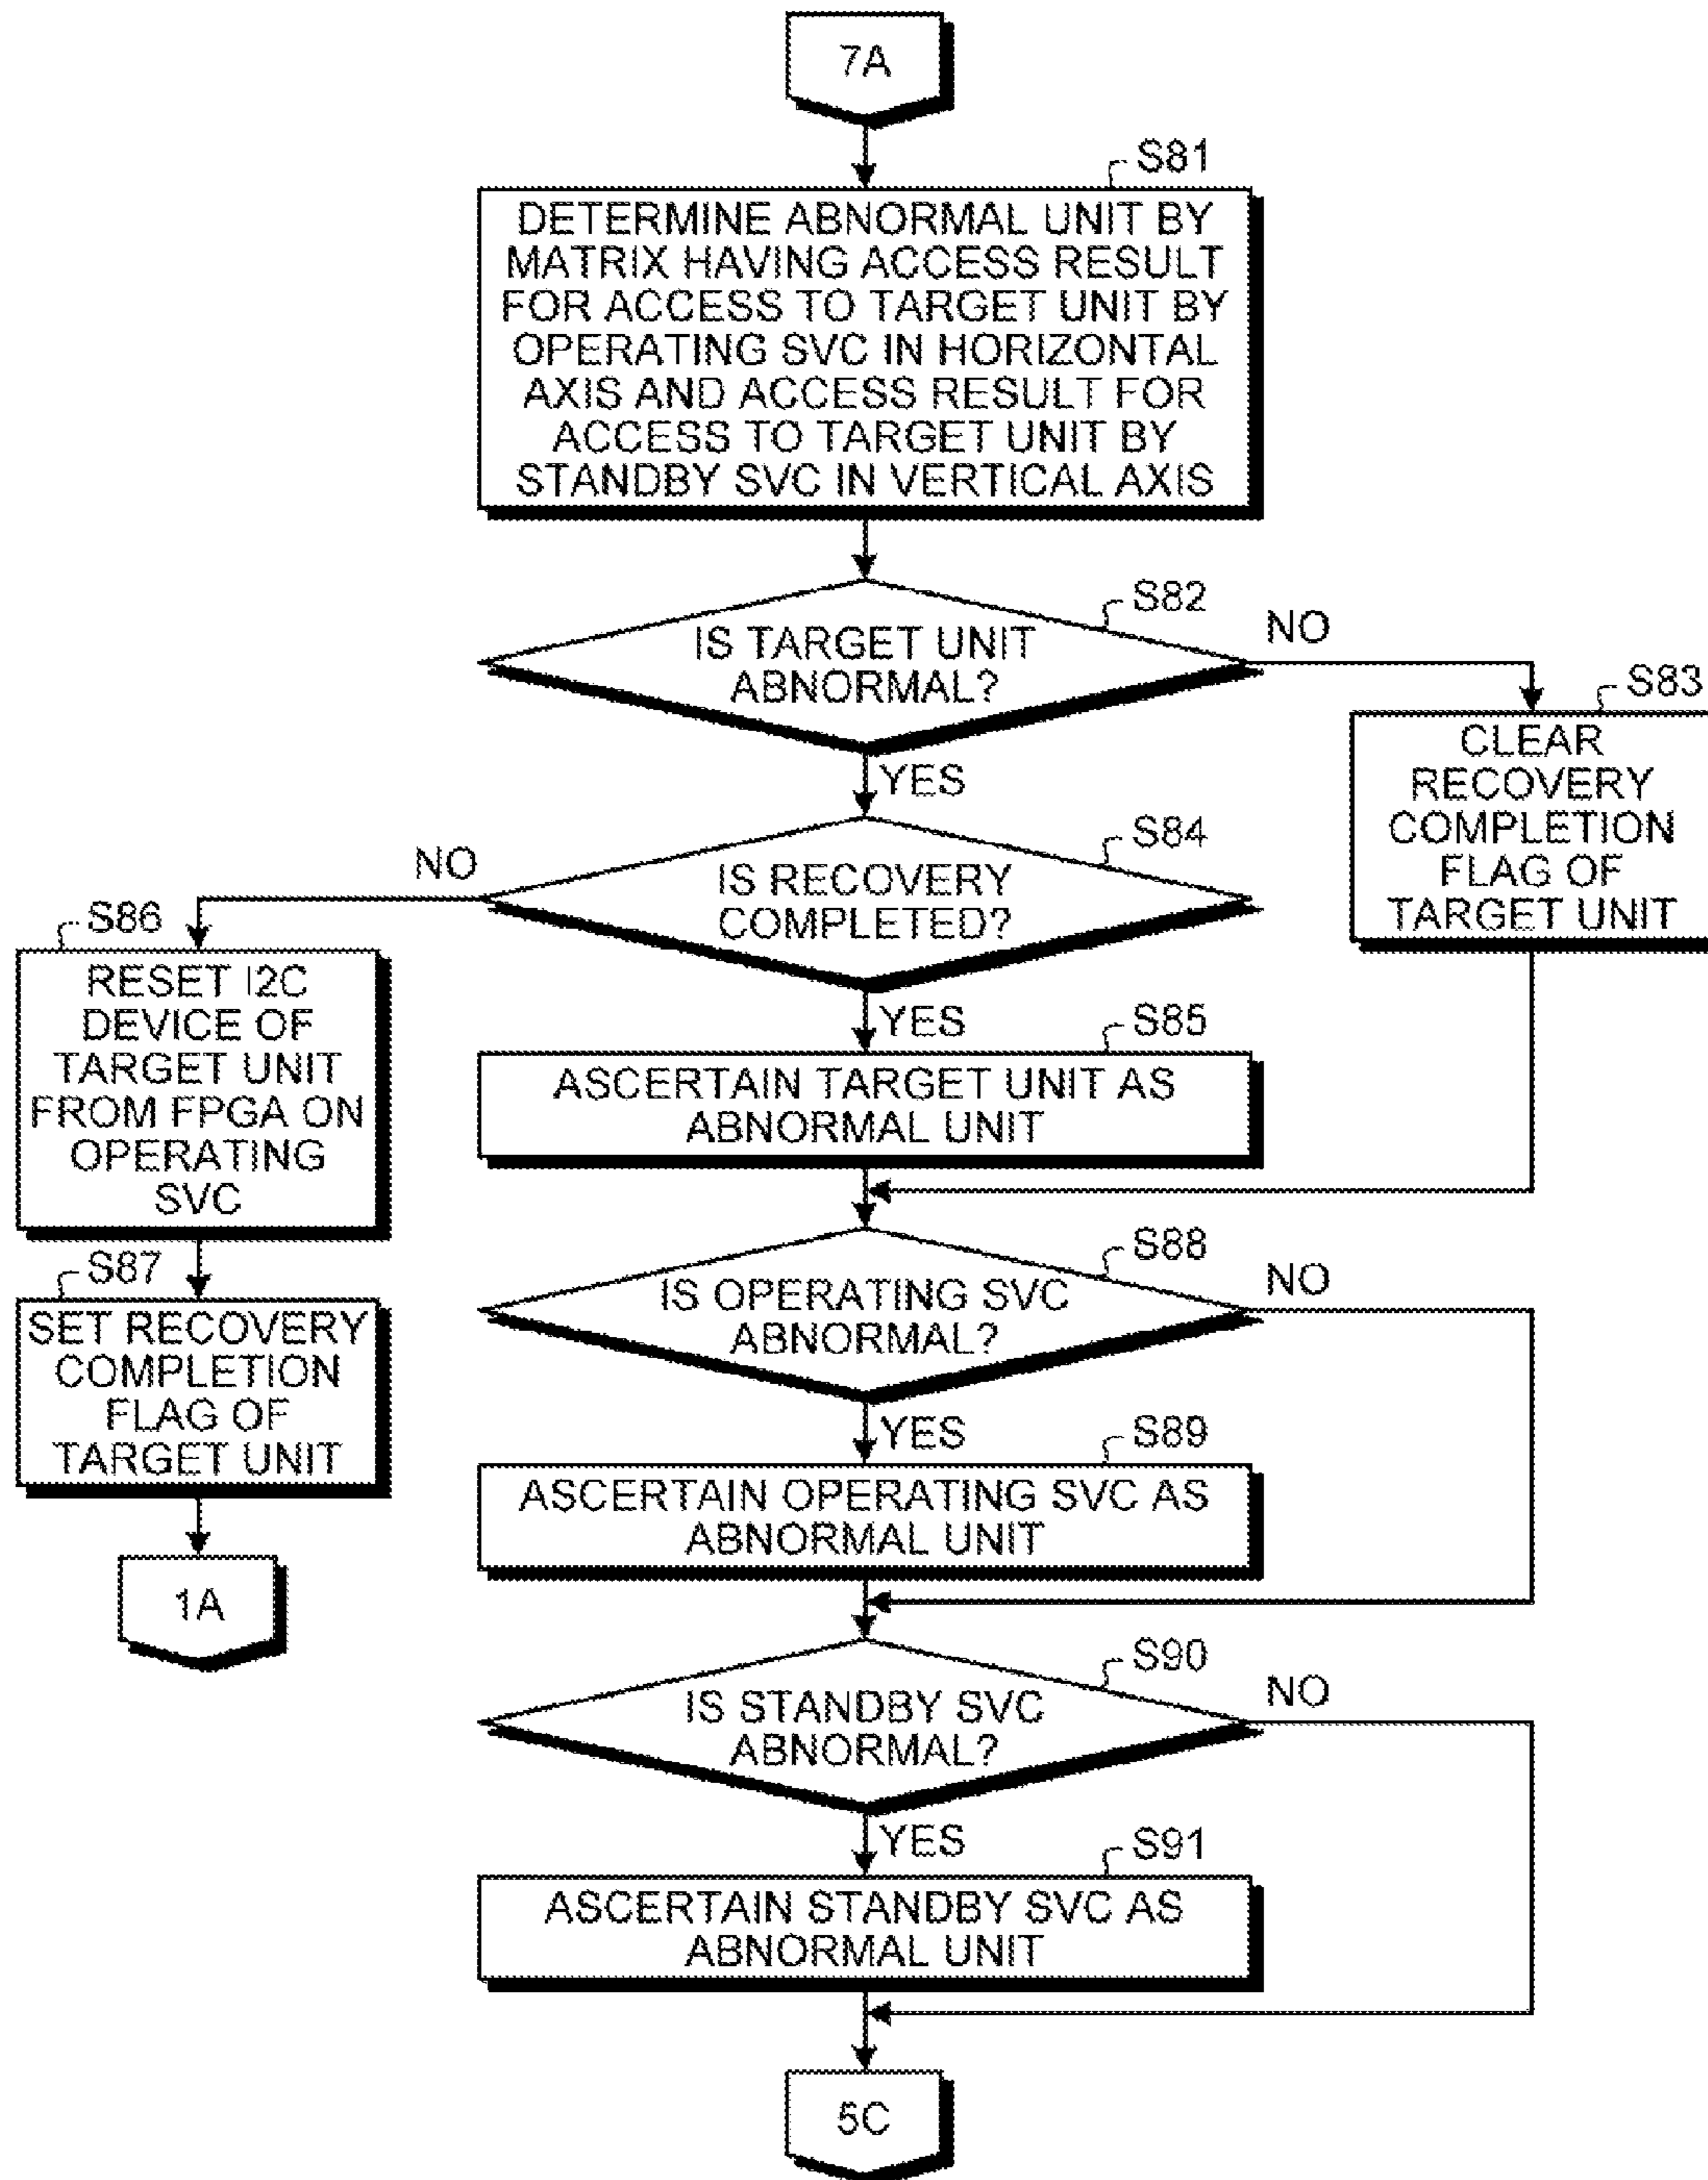 7A
S81
DETERMINE ABNORMAL UNIT BY
MATRIX HAVING ACCESS RESULT
FOR ACCESS TO TARGET UNIT BY
OPERATING SVC IN HORIZONTAL
AXIS AND ACCESS RESULT FOR
ACCESS TO TARGET UNIT BY
STANDBY SVC IN VERTICAL AXIS
S82
IS TARGET UNIT
ABNORMAL?
NO
YES
S83
CLEAR
RECOVERY
COMPLETION
FLAG OF
TARGET UNIT
S84
IS RECOVERY
COMPLETED?
NO
YES
S86
RESET I2C
DEVICE OF
TARGET UNIT
FROM FPGA ON
OPERATING
SVC
S85
ASCERTAIN TARGET UNIT AS
ABNORMAL UNIT
S87
SET RECOVERY
COMPLETION
FLAG OF
TARGET UNIT
1A
S88
IS OPERATING SVC
ABNORMAL?
NO
YES
S89
ASCERTAIN OPERATING SVC AS
ABNORMAL UNIT
S90
IS STANDBY SVC
ABNORMAL?
NO
YES
S91
ASCERTAIN STANDBY SVC AS
ABNORMAL UNIT
5C